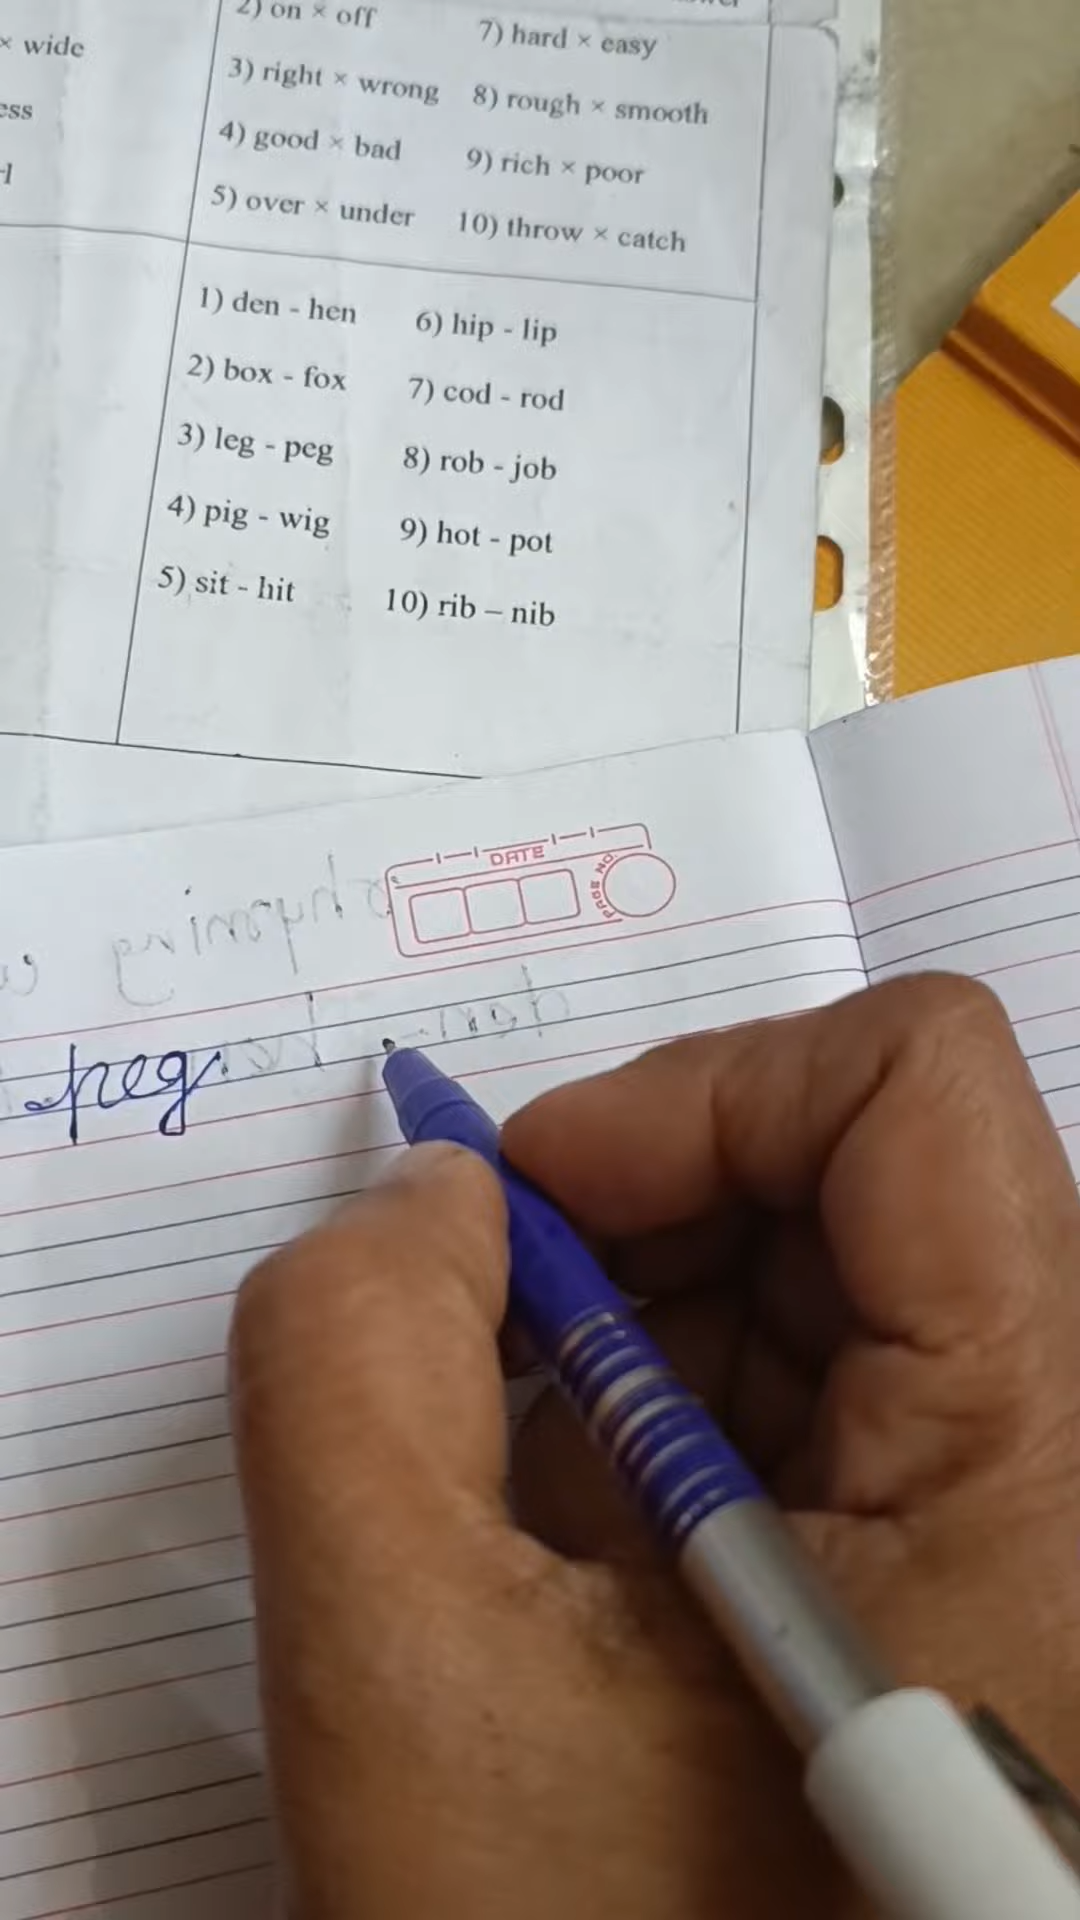 2) on × off 7) hard × easy
× wide
3) right × wrong 8) rough × smooth
ess
4) good × bad 9) rich × poor
5) over × under 10) throw × catch
1) den - hen 6) hip - lip
2) box - fox 7) cod - rod
3) leg - peg 8) rob - job
4) pig - wig 9) hot - pot
5) sit - hit 10) rib – nib
DATE
PAGE NO.
peg